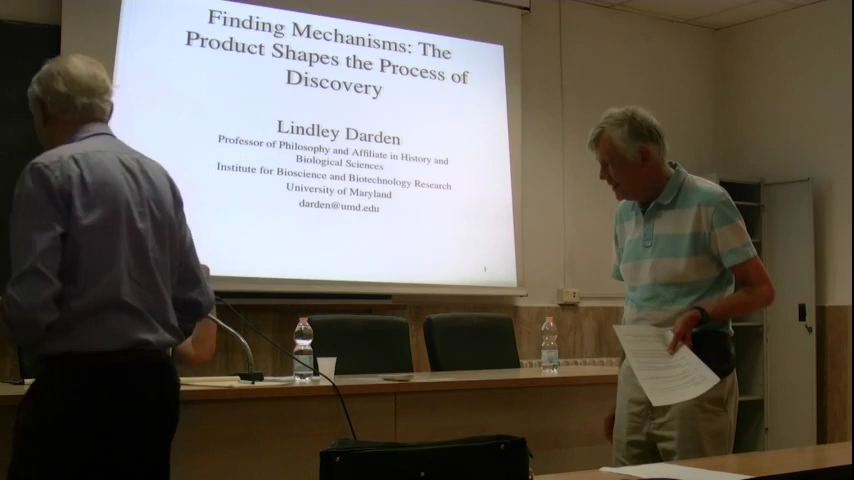 Finding Mechanisms: The
Product Shapes the Process of
Discovery
Lindley Darden
Professor of Philosophy and Affiliate in History and
Biological Sciences
Institute for Bioscience and Biotechnology Research
University of Maryland
darden@umd.edu
1